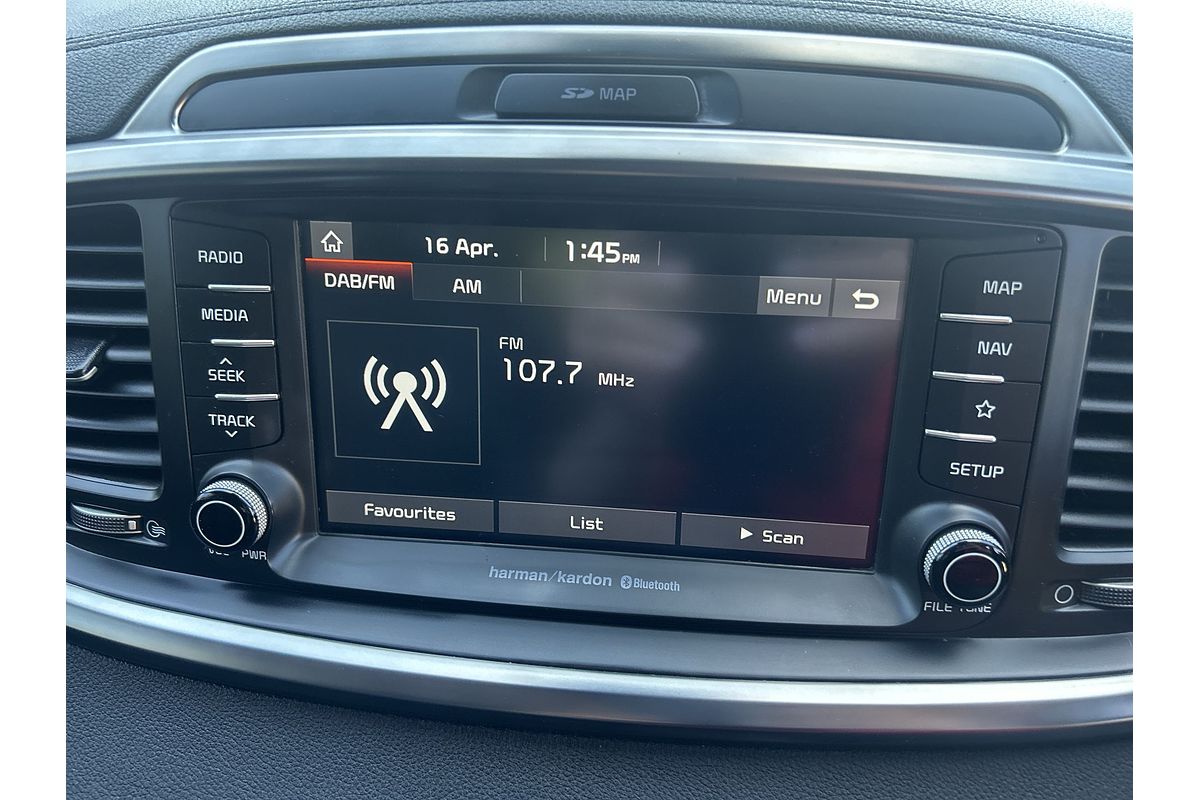 SD MAP
RADIO
MEDIA
SEEK
TRACK
PWR
16 Apr.
1:45PM
DAB/FM
AM
Menu
FM
107.7 MHz
Favourites
List
Scan
harman/kardon
Bluetooth
MAP
NAV
SETUP
FILE TUNE